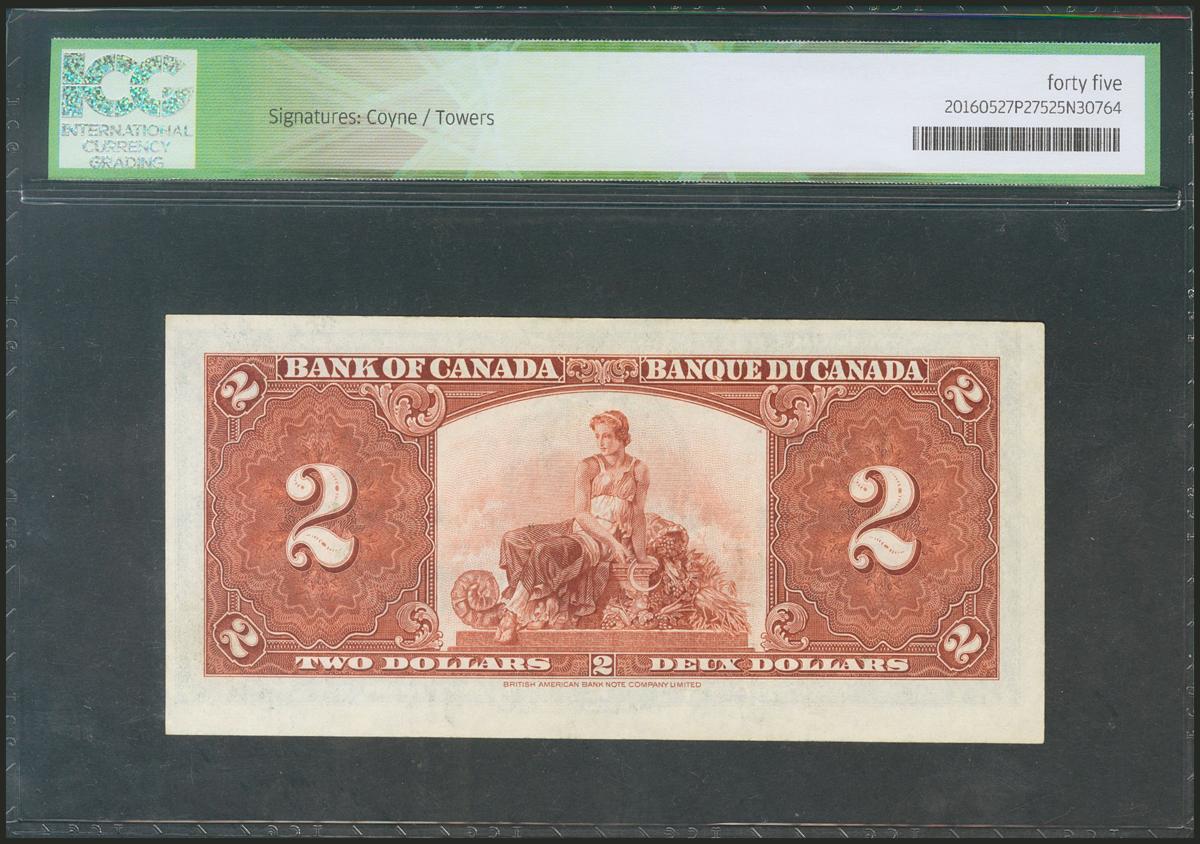 ICG
INTERNATIONAL
CURRENCY
GRADING
Signatures: Coyne / Towers
forty five
20160527P27525N30764
BANK OF CANADA BANQUE DU CANADA
2 2
2 2
2 2
TWO DOLLARS 2 DEUX DOLLARS
BRITISH AMERICAN BANK NOTE COMPANY LIMITED